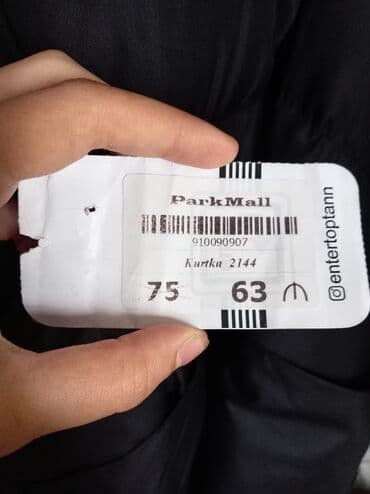 ParkMall
910090907
Kurtka 2144
75 63 ₼
@entertoptann